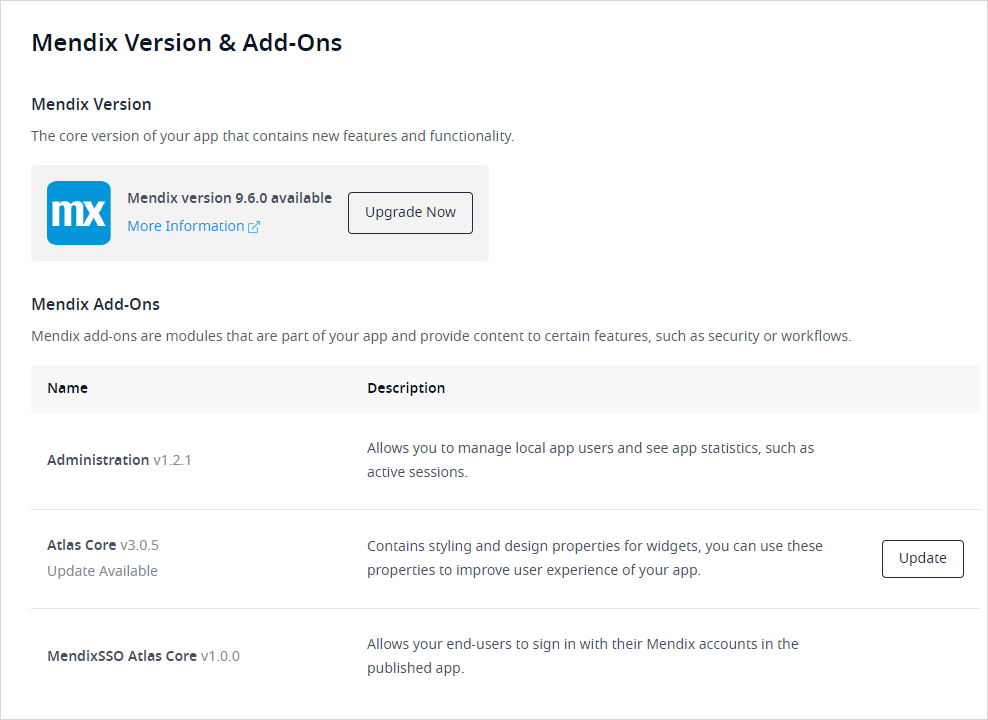 Mendix Version & Add-Ons
Mendix Version
The core version of your app that contains new features and functionality.
mx
Mendix version 9.6.0 available
More Information
Upgrade Now
Mendix Add-Ons
Mendix add-ons are modules that are part of your app and provide content to certain features, such as security or workflows.
Name Description
Administration v1.2.1
Allows you to manage local app users and see app statistics, such as
active sessions.
Atlas Core v3.0.5
Update Available
Contains styling and design properties for widgets, you can use these
properties to improve user experience of your app.
Update
MendixSSO Atlas Core v1.0.0
Allows your end-users to sign in with their Mendix accounts in the
published app.